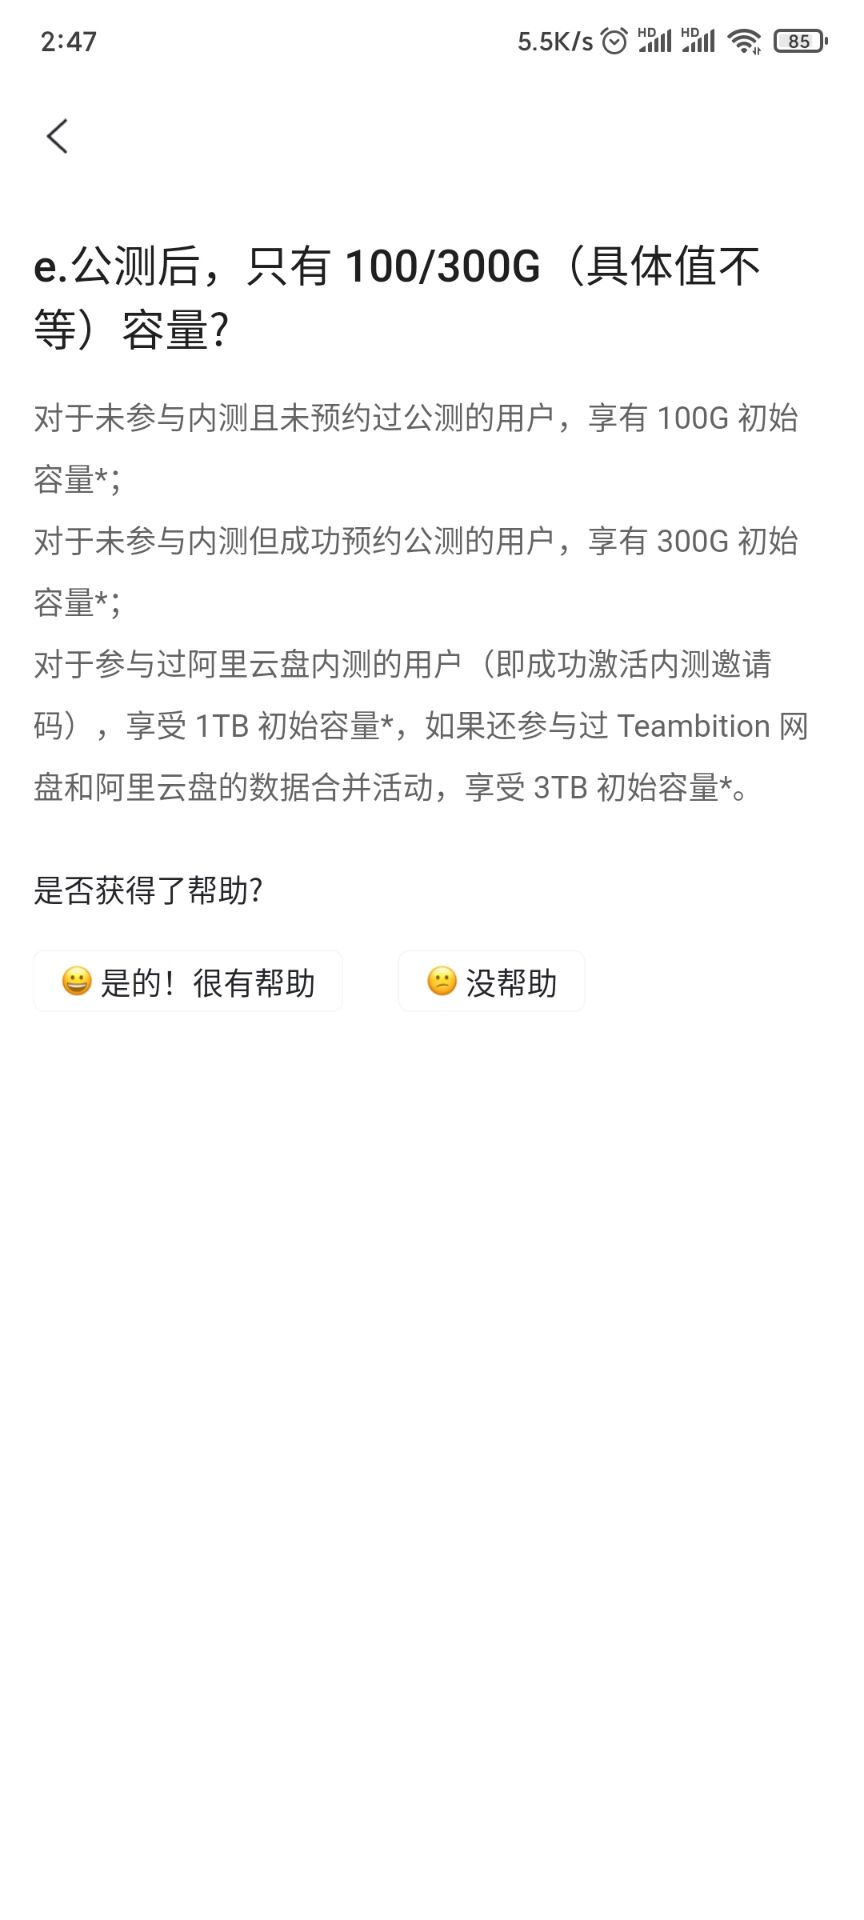 2:47
5.5K/s HD HD 85
e.公测后，只有 100/300G（具体值不
等）容量?
对于未参与内测且未预约过公测的用户，享有 100G 初始
容量*；
对于未参与内测但成功预约公测的用户，享有 300G 初始
容量*；
对于参与过阿里云盘内测的用户（即成功激活内测邀请
码），享受 1TB 初始容量*，如果还参与过 Teambition 网
盘和阿里云盘的数据合并活动，享受 3TB 初始容量*。
是否获得了帮助?
😀 是的！很有帮助
😕 没帮助